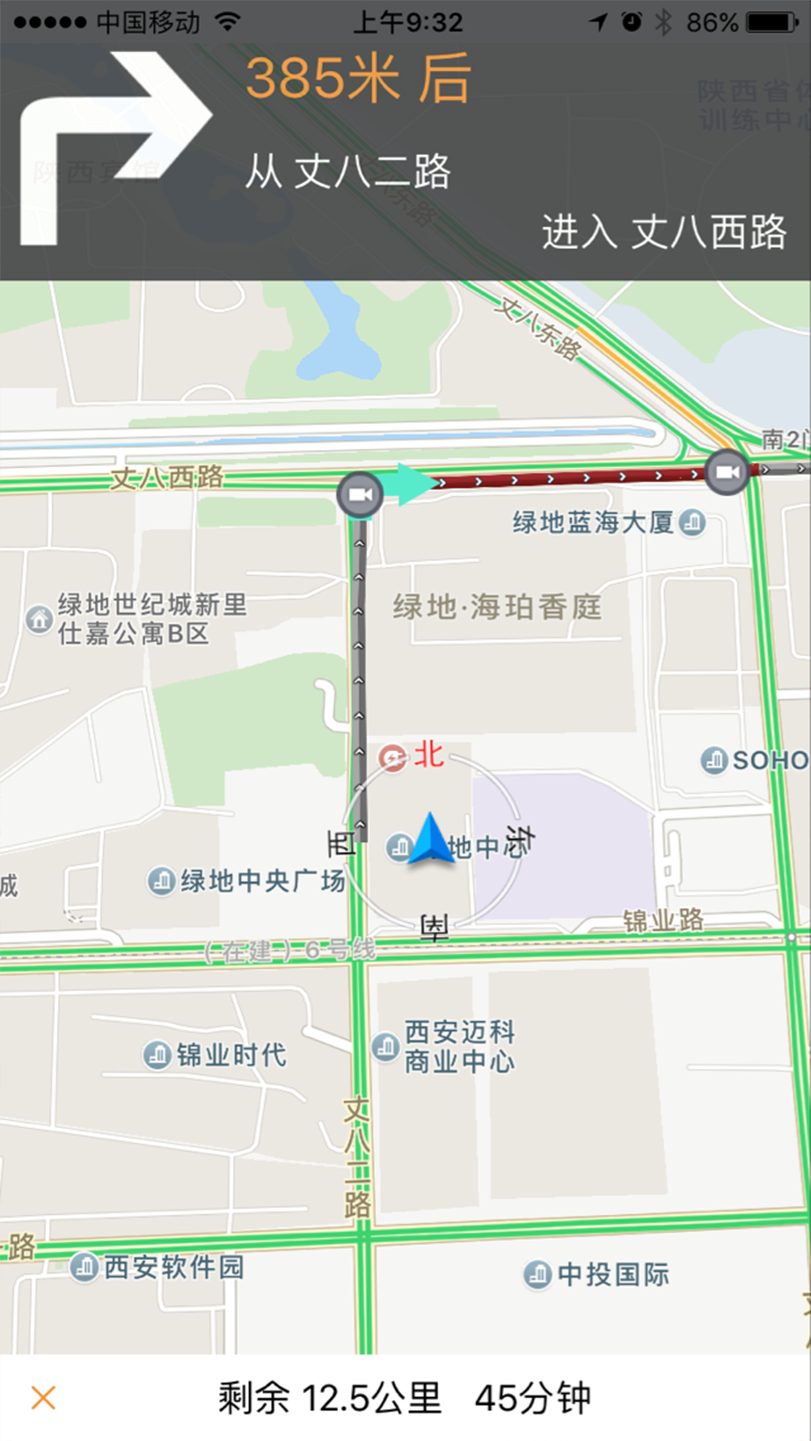 中国移动
上午9:32
86%
385米 后
从 丈八二路
进入 丈八西路
陕西省体
训练中心
陕西宾馆
丈八东路
丈八东路
南2门
丈八西路
绿地蓝海大厦
绿地世纪城新里
仕嘉公寓B区
绿地·海珀香庭
北
SOHO
西
地中心
东
绿地中央广场
城
南
锦业路
(在建)6号线
西安迈科
商业中心
锦业时代
丈八二路
路
西安软件园
中投国际
剩余 12.5公里 45分钟